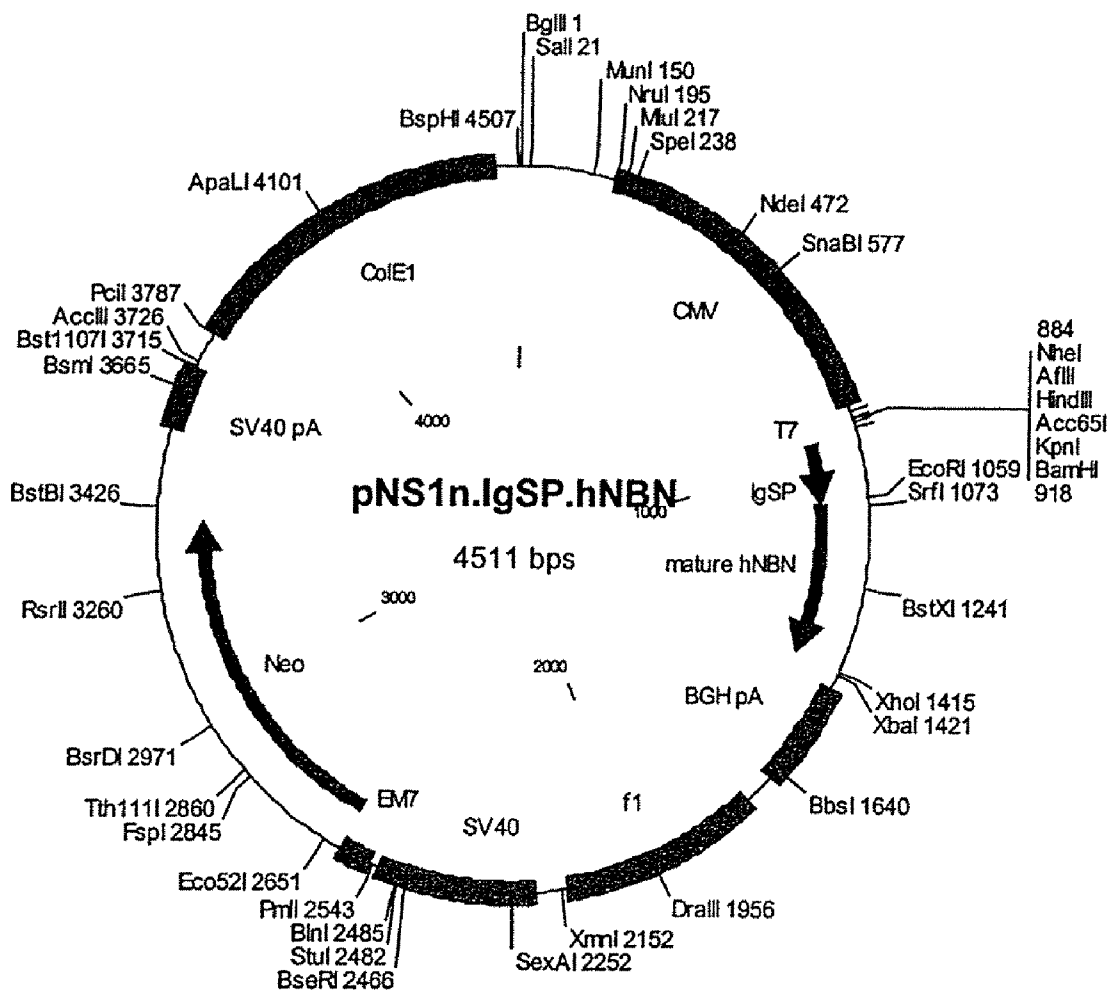 BglII 1
SalI 21
MunI 150
NruI 195
MluI 217
SpeI 238
BspHI 4507
ApaLI 4101
NdeI 472
SnaBI 577
ColE1
CMV
PciI 3787
AccIII 3726
Bst1107I 3715
BsmI 3665
884
NheI
AflII
HindIII
Acc65I
KpnI
BamHI
918
4000
SV40 pA
T7
EcoRI 1059
SrfI 1073
BstBI 3426
pNS1n.IgSP.hNBN
1000
IgSP
4511 bps
mature hNBN
BstXI 1241
RsrII 3260
3000
Neo
2000
BGH pA
XhoI 1415
XbaI 1421
BsrDI 2971
Tth111I 2860
FspI 2845
EM7
SV40
f1
BbsI 1640
Eco52I 2651
PmlI 2543
BlnI 2485
StuI 2482
BseRI 2466
DraIII 1956
XmnI 2152
SexAI 2252